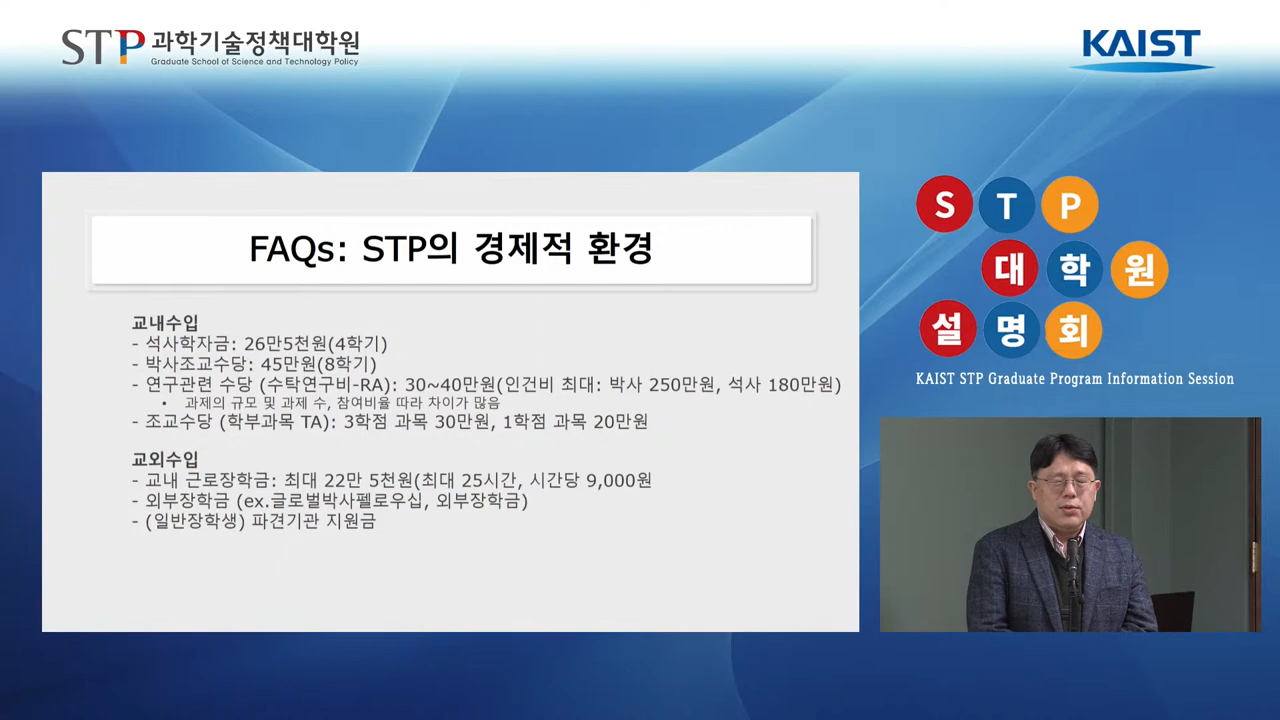 STP 과학기술정책대학원
Graduate School of Science and Technology Policy
KAIST
FAQs: STP의 경제적 환경
교내수입
- 석사학자금: 26만5천원(4학기)
- 박사조교수당: 45만원(8학기)
- 연구관련 수당 (수탁연구비-RA): 30~40만원(인건비 최대: 박사 250만원, 석사 180만원)
• 과제의 규모 및 과제 수, 참여비율 따라 차이가 많음
- 조교수당 (학부과목 TA): 3학점 과목 30만원, 1학점 과목 20만원
교외수입
- 교내 근로장학금: 최대 22만 5천원(최대 25시간, 시간당 9,000원
- 외부장학금 (ex.글로벌박사펠로우십, 외부장학금)
- (일반장학생) 파견기관 지원금
STP
대학원
설명회
KAIST STP Graduate Program Information Session